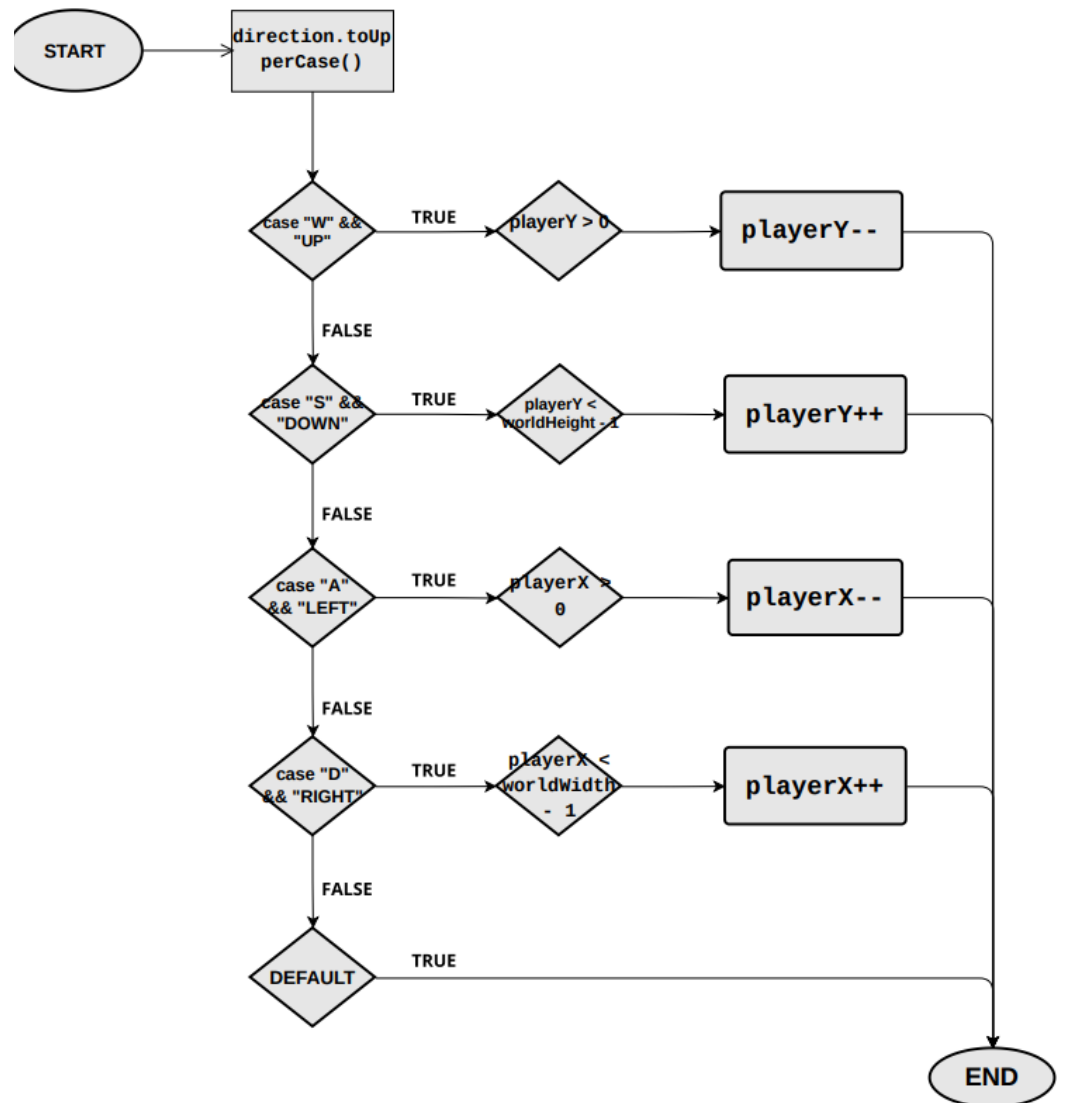 START
direction.toUp
perCase()
case "W" &&
"UP"
TRUE
playerY > 0
playerY--
FALSE
case "S" &&
"DOWN"
TRUE
playerY <
worldHeight - 1
playerY++
FALSE
case "A"
&& "LEFT"
TRUE
playerX >
0
playerX--
FALSE
case "D"
&& "RIGHT"
TRUE
playerX <
worldWidth
- 1
playerX++
FALSE
DEFAULT
TRUE
END